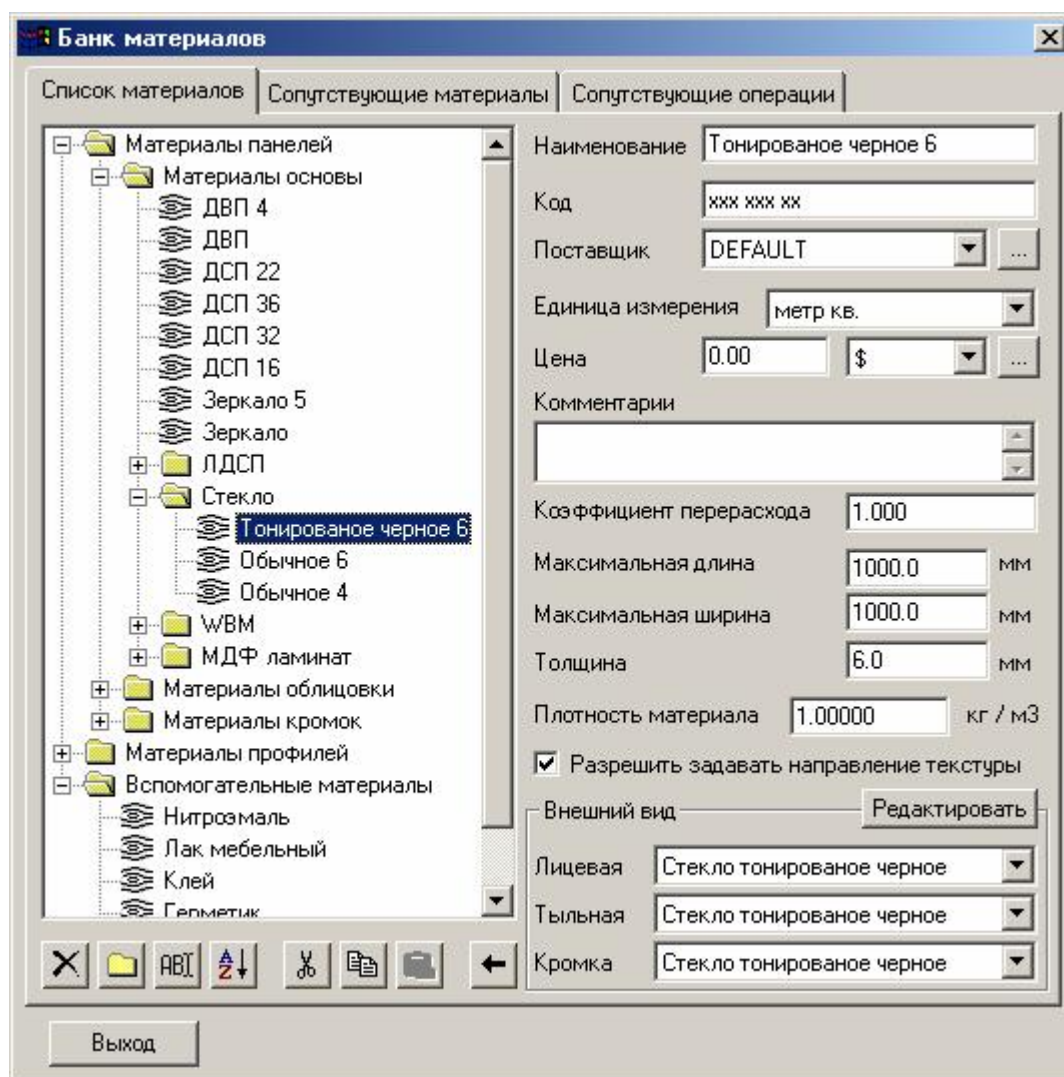 Банк материалов
Список материалов
Сопутствующие материалы
Сопутствующие операции
Материалы панелей
Материалы основы
ДВП 4
ДВП
ДСП 22
ДСП 36
ДСП 32
ДСП 16
Зеркало 5
Зеркало
ЛДСП
Стекло
Тонированое черное 6
Обычное 6
Обычное 4
WBM
МДФ ламинат
Материалы облицовки
Материалы кромок
Материалы профилей
Вспомогательные материалы
Нитроэмаль
Лак мебельный
Клей
Герметик
Наименование Тонированое черное 6
Код xxx xxx xx
Поставщик DEFAULT ...
Единица измерения метр кв.
Цена 0.00 $ ...
Комментарии
Коэффициент перерасхода 1.000
Максимальная длина 1000.0 мм
Максимальная ширина 1000.0 мм
Толщина 6.0 мм
Плотность материала 1.00000 кг / м3
Разрешить задавать направление текстуры
Внешний вид Редактировать
Лицевая Стекло тонированое черное
Тыльная Стекло тонированое черное
Кромка Стекло тонированое черное
ABI A Z
Выход